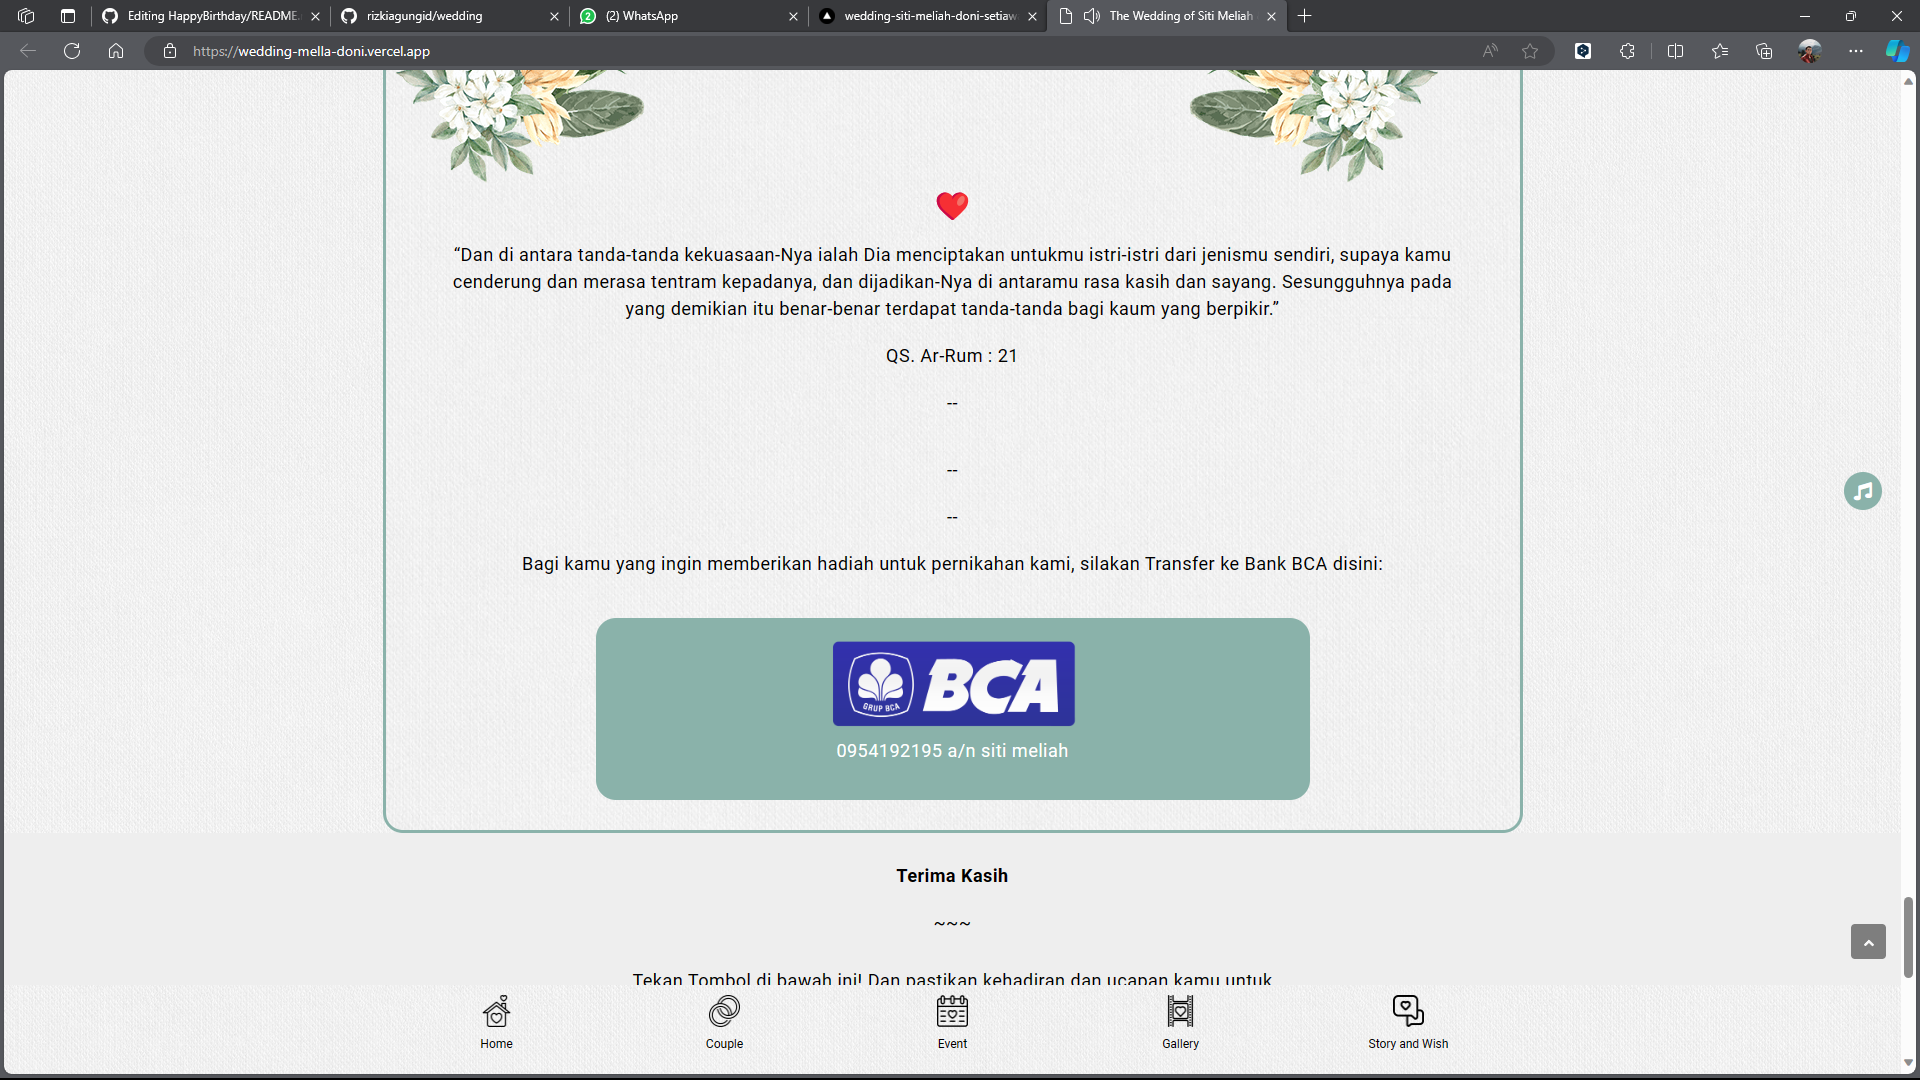 Editing HappyBirthday/README.
rizkiagungid/wedding
2
(2) WhatsApp
wedding-siti-meliah-doni-setiaw
The Wedding of Siti Meliah
https://wedding-mella-doni.vercel.app
“Dan di antara tanda-tanda kekuasaan-Nya ialah Dia menciptakan untukmu istri-istri dari jenismu sendiri, supaya kamu
cenderung dan merasa tentram kepadanya, dan dijadikan-Nya di antaramu rasa kasih dan sayang. Sesungguhnya pada
yang demikian itu benar-benar terdapat tanda-tanda bagi kaum yang berpikir.”
QS. Ar-Rum : 21
--
--
--
Bagi kamu yang ingin memberikan hadiah untuk pernikahan kami, silakan Transfer ke Bank BCA disini:
GRUP BCA
BCA
0954192195 a/n siti meliah
Terima Kasih
~~~
Tekan Tombol di bawah ini! Dan pastikan kehadiran dan ucapan kamu untuk
Home
Couple
Event
Gallery
Story and Wish